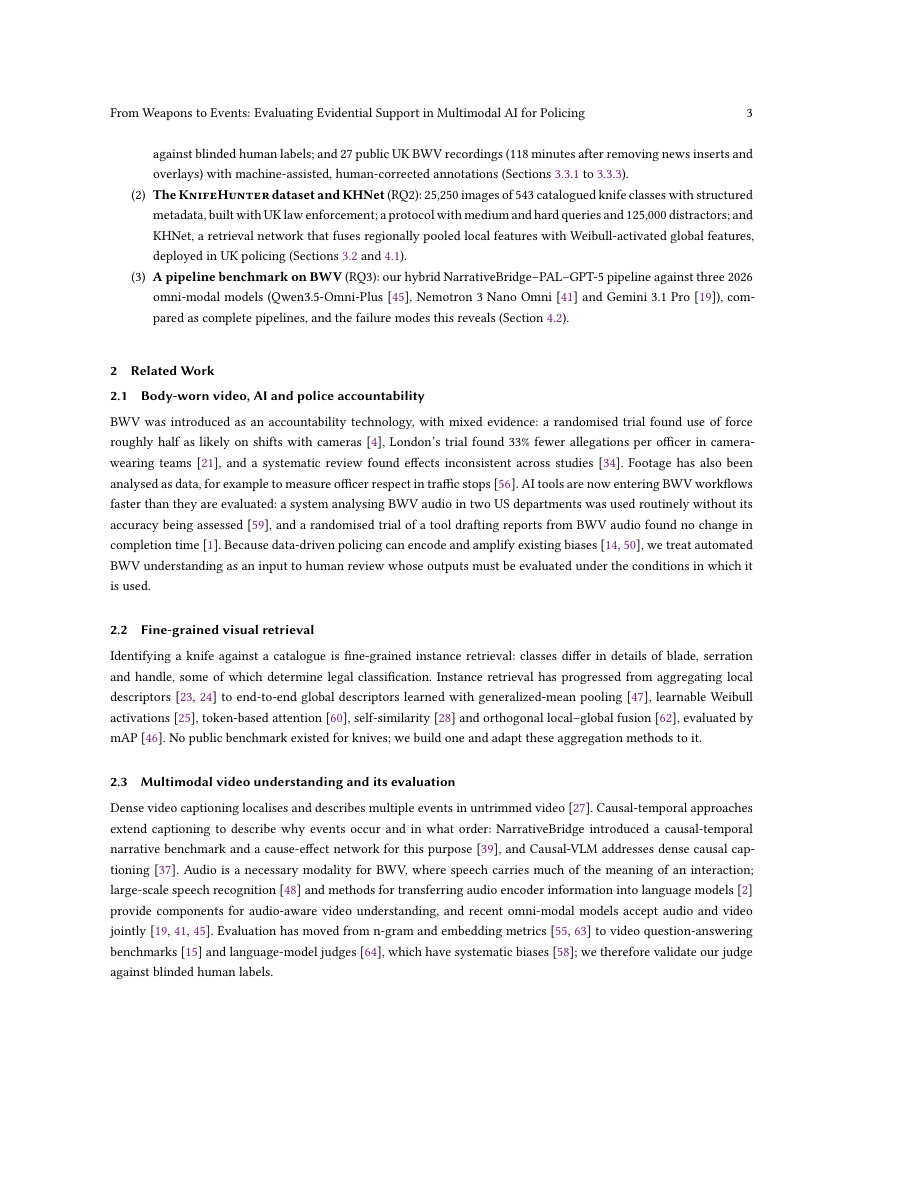 From Weapons to Events: Evaluating Evidential Support in Multimodal AI for Policing 3
against blinded human labels; and 27 public UK BWV recordings (118 minutes after removing news inserts and
overlays) with machine-assisted, human-corrected annotations (Sections 3.3.1 to 3.3.3).
(2) The KnifeHunter dataset and KHNet (RQ2): 25,250 images of 543 catalogued knife classes with structured
metadata, built with UK law enforcement; a protocol with medium and hard queries and 125,000 distractors; and
KHNet, a retrieval network that fuses regionally pooled local features with Weibull-activated global features,
deployed in UK policing (Sections 3.2 and 4.1).
(3) A pipeline benchmark on BWV (RQ3): our hybrid NarrativeBridge–PAL–GPT-5 pipeline against three 2026
omni-modal models (Qwen3.5-Omni-Plus [45], Nemotron 3 Nano Omni [41] and Gemini 3.1 Pro [19]), com-
pared as complete pipelines, and the failure modes this reveals (Section 4.2).
2 Related Work
2.1 Body-worn video, AI and police accountability
BWV was introduced as an accountability technology, with mixed evidence: a randomised trial found use of force
roughly half as likely on shifts with cameras [4], London's trial found 33% fewer allegations per officer in camera-
wearing teams [21], and a systematic review found effects inconsistent across studies [34]. Footage has also been
analysed as data, for example to measure officer respect in traffic stops [56]. AI tools are now entering BWV workflows
faster than they are evaluated: a system analysing BWV audio in two US departments was used routinely without its
accuracy being assessed [59], and a randomised trial of a tool drafting reports from BWV audio found no change in
completion time [1]. Because data-driven policing can encode and amplify existing biases [14, 50], we treat automated
BWV understanding as an input to human review whose outputs must be evaluated under the conditions in which it
is used.
2.2 Fine-grained visual retrieval
Identifying a knife against a catalogue is fine-grained instance retrieval: classes differ in details of blade, serration
and handle, some of which determine legal classification. Instance retrieval has progressed from aggregating local
descriptors [23, 24] to end-to-end global descriptors learned with generalized-mean pooling [47], learnable Weibull
activations [25], token-based attention [60], self-similarity [28] and orthogonal local–global fusion [62], evaluated by
mAP [46]. No public benchmark existed for knives; we build one and adapt these aggregation methods to it.
2.3 Multimodal video understanding and its evaluation
Dense video captioning localises and describes multiple events in untrimmed video [27]. Causal-temporal approaches
extend captioning to describe why events occur and in what order: NarrativeBridge introduced a causal-temporal
narrative benchmark and a cause-effect network for this purpose [39], and Causal-VLM addresses dense causal cap-
tioning [37]. Audio is a necessary modality for BWV, where speech carries much of the meaning of an interaction;
large-scale speech recognition [48] and methods for transferring audio encoder information into language models [2]
provide components for audio-aware video understanding, and recent omni-modal models accept audio and video
jointly [19, 41, 45]. Evaluation has moved from n-gram and embedding metrics [55, 63] to video question-answering
benchmarks [15] and language-model judges [64], which have systematic biases [58]; we therefore validate our judge
against blinded human labels.